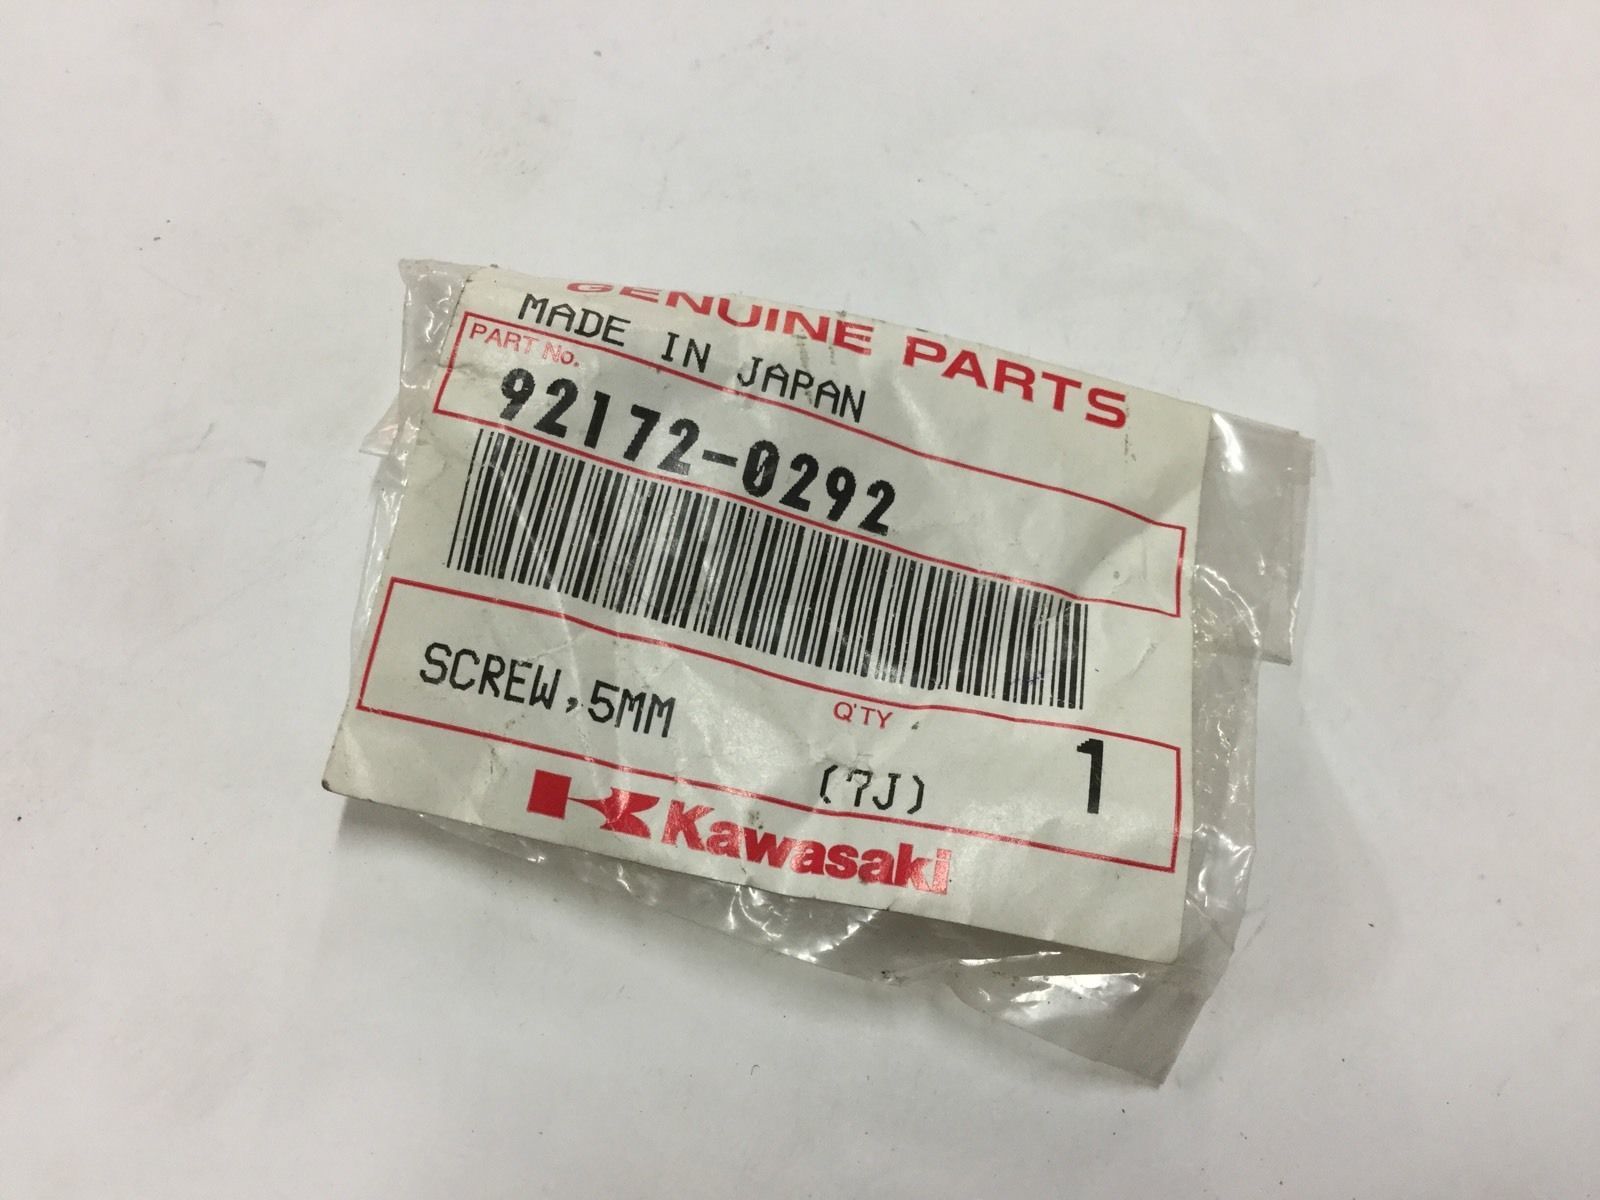 GENUINE PARTS
MADE IN JAPAN
PART No.
92172-0292
SCREW,5MM
Q'TY
(7J)
1
Kawasaki